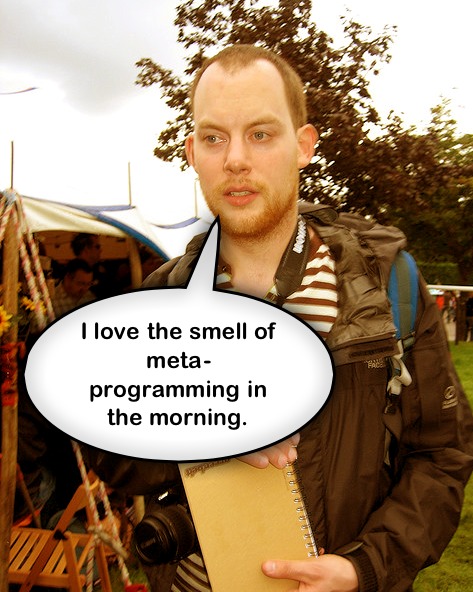 I love the smell of
meta-
programming in
the morning.